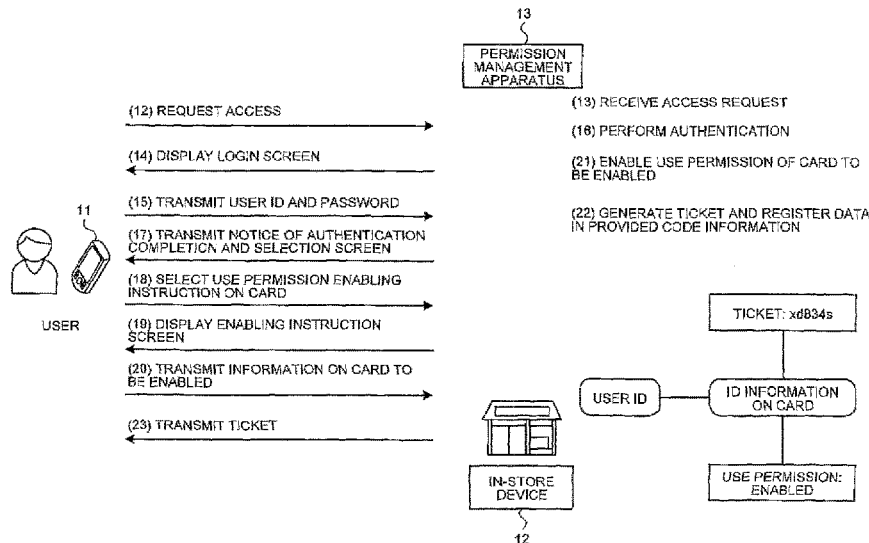 13
PERMISSION
MANAGEMENT
APPARATUS
(12) REQUEST ACCESS
(13) RECEIVE ACCESS REQUEST
(16) PERFORM AUTHENTICATION
(14) DISPLAY LOGIN SCREEN
(21) ENABLE USE PERMISSION OF CARD TO
BE ENABLED
(15) TRANSMIT USER ID AND PASSWORD
(22) GENERATE TICKET AND REGISTER DATA
IN PROVIDED CODE INFORMATION
11
(17) TRANSMIT NOTICE OF AUTHENTICATION
COMPLETION AND SELECTION SCREEN
(18) SELECT USE PERMISSION ENABLING
INSTRUCTION ON CARD
USER
(19) DISPLAY ENABLING INSTRUCTION
SCREEN
TICKET: xd834s
(20) TRANSMIT INFORMATION ON CARD TO
BE ENABLED
USER ID
ID INFORMATION
ON CARD
(23) TRANSMIT TICKET
IN-STORE
DEVICE
USE PERMISSION:
ENABLED
12